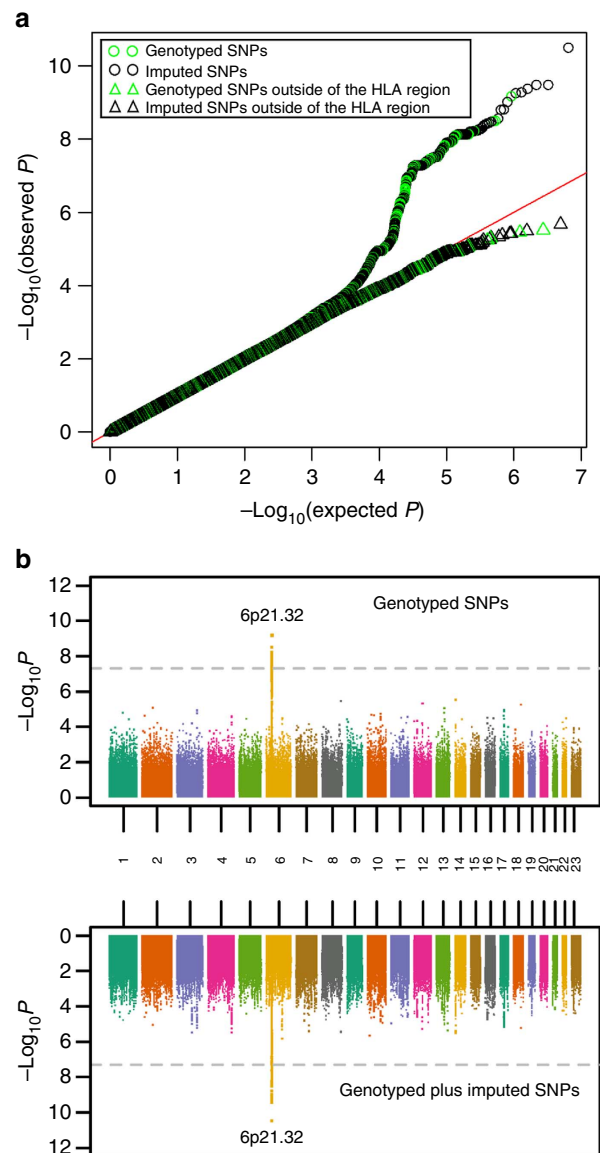 a
Genotyped SNPs
Imputed SNPs
Genotyped SNPs outside of the HLA region
Imputed SNPs outside of the HLA region
10
8
6
4
2
0
–Log10(observed P)
0 1 2 3 4 5 6 7
–Log10(expected P)
b
12
10
8
6
4
2
0
–Log10P
6p21.32
Genotyped SNPs
1 2 3 4 5 6 7 8 9 10 11 12 13 14 15 16 17 18 19 20 21 22 23
0
2
4
6
8
10
12
–Log10P
Genotyped plus imputed SNPs
6p21.32